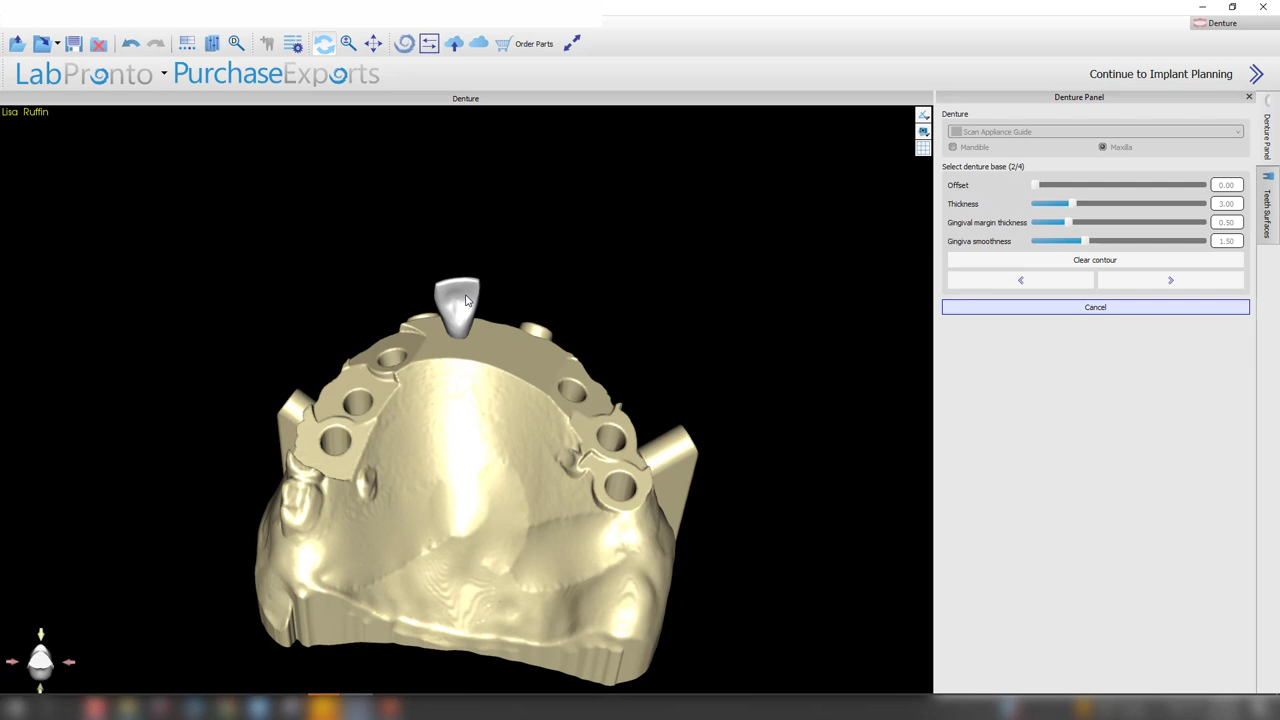 Denture
Order Parts
LabPronto PurchaseExports
Continue to Implant Planning
Denture
Denture Panel
Lisa Ruffin
Denture
Scan Appliance Guide
Mandible Maxilla
Select denture base (2/4)
Offset 0.00
Thickness 3.00
Gingival margin thickness 0.50
Gingiva smoothness 1.50
Clear contour
Cancel
Denture Panel
Teeth Surfaces